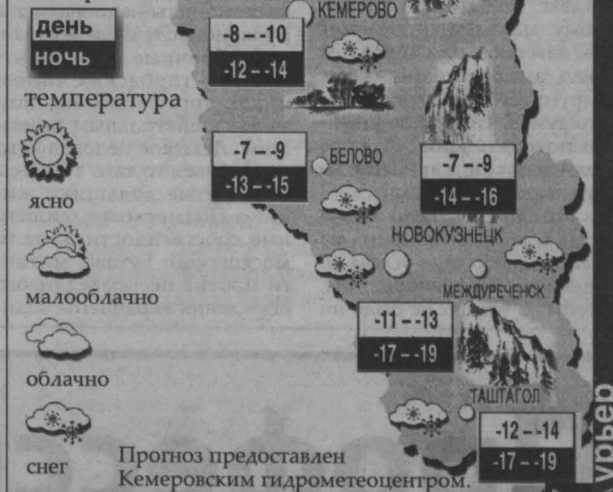 КЕМЕРОВО
день
ночь
-8 – -10
-12 – -14
температура
-7 – -9
-13 – -15
БЕЛОВО
-7 – -9
-14 – -16
ясно
НОВОКУЗНЕЦК
МЕЖДУРЕЧЕНСК
малооблачно
-11 – -13
-17 – -19
облачно
ТАШТАГОЛ
-12 – -14
-17 – -19
снег
Прогноз предоставлен
Кемеровским гидрометеоцентром.
урьер